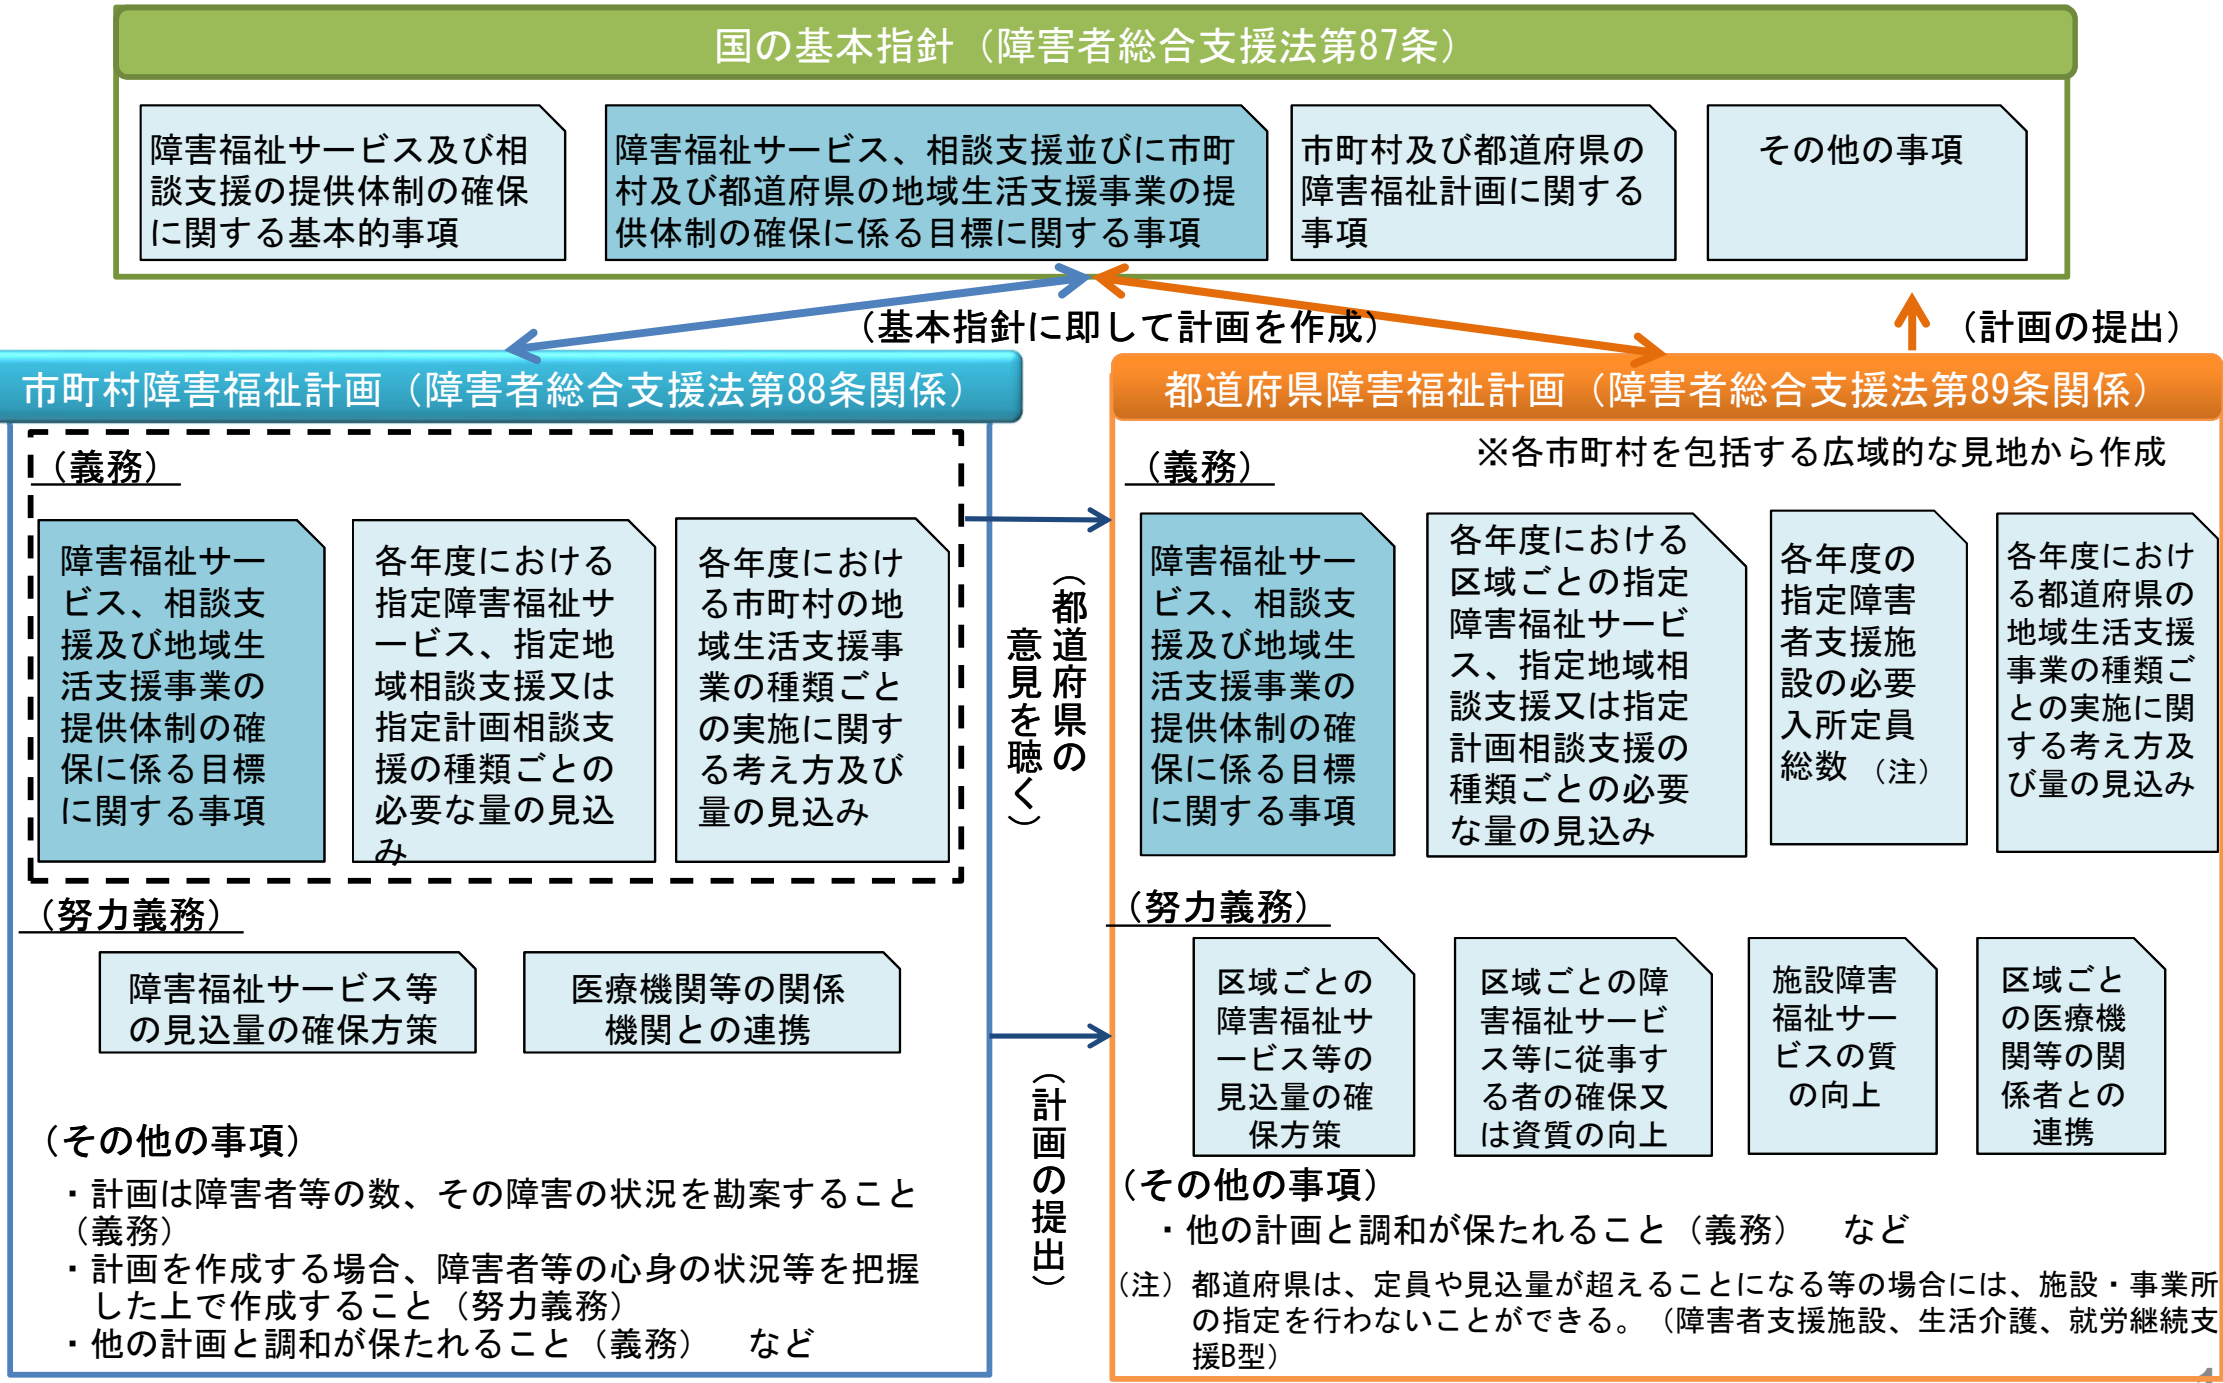 国の基本指針（障害者総合支援法第87条）
障害福祉サービス及び相
談支援の提供体制の確保
に関する基本的事項
障害福祉サービス、相談支援並びに市町
村及び都道府県の地域生活支援事業の提
供体制の確保に係る目標に関する事項
市町村及び都道府県の
障害福祉計画に関する
事項
その他の事項
（基本指針に即して計画を作成）
（計画の提出）
市町村障害福祉計画（障害者総合支援法第88条関係）
（義務）
障害福祉サー
ビス、相談支
援及び地域生
活支援事業の
提供体制の確
保に係る目標
に関する事項
各年度における
指定障害福祉サ
ービス、指定地
域相談支援又は
指定計画相談支
援の種類ごとの
必要な量の見込
み
各年度におけ
る市町村の地
域生活支援事
業の種類ごと
の実施に関す
る考え方及び
量の見込み
（努力義務）
障害福祉サービス等
の見込量の確保方策
医療機関等の関係
機関との連携
（その他の事項）
・計画は障害者等の数、その障害の状況を勘案すること
（義務）
・計画を作成する場合、障害者等の心身の状況等を把握
した上で作成すること（努力義務）
・他の計画と調和が保たれること（義務）　など
（都道府県の
意見を聴く）
（計画の提出）
都道府県障害福祉計画（障害者総合支援法第89条関係）
※各市町村を包括する広域的な見地から作成
（義務）
障害福祉サー
ビス、相談支
援及び地域生
活支援事業の
提供体制の確
保に係る目標
に関する事項
各年度における
区域ごとの指定
障害福祉サービ
ス、指定地域相
談支援又は指定
計画相談支援の
種類ごとの必要
な量の見込み
各年度の
指定障害
者支援施
設の必要
入所定員
総数（注）
各年度におけ
る都道府県の
地域生活支援
事業の種類ご
との実施に関
する考え方及
び量の見込み
（努力義務）
区域ごとの
障害福祉サ
ービス等の
見込量の確
保方策
区域ごとの障
害福祉サービ
ス等に従事す
る者の確保又
は資質の向上
施設障害
福祉サー
ビスの質
の向上
区域ごと
の医療機
関等の関
係者との
連携
（その他の事項）
・他の計画と調和が保たれること（義務）　など
（注）都道府県は、定員や見込量が超えることになる等の場合には、施設・事業所
の指定を行わないことができる。（障害者支援施設、生活介護、就労継続支
援B型）